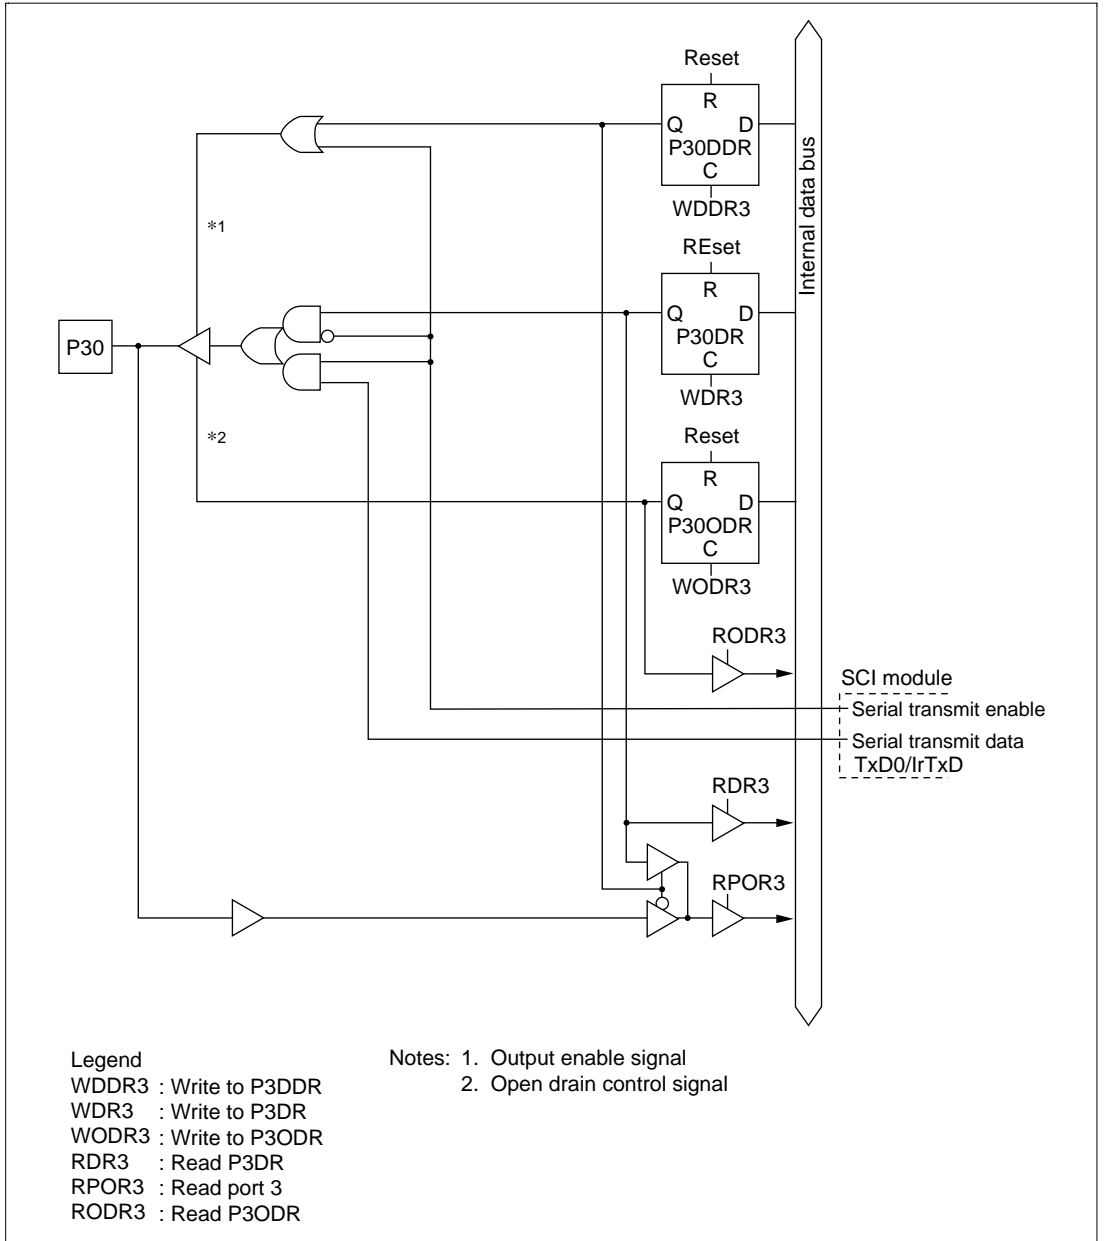 Reset
R
Q D
P30DDR
C
WDDR3
Internal data bus
*1
REset
R
Q D
P30DR
C
WDR3
P30
*2
Reset
R
Q D
P30ODR
C
WODR3
RODR3
SCI module
Serial transmit enable
Serial transmit data
TxD0/IrTxD
RDR3
RPOR3
Legend
WDDR3 : Write to P3DDR
WDR3 : Write to P3DR
WODR3 : Write to P3ODR
RDR3 : Read P3DR
RPOR3 : Read port 3
RODR3 : Read P3ODR
Notes: 1. Output enable signal
2. Open drain control signal